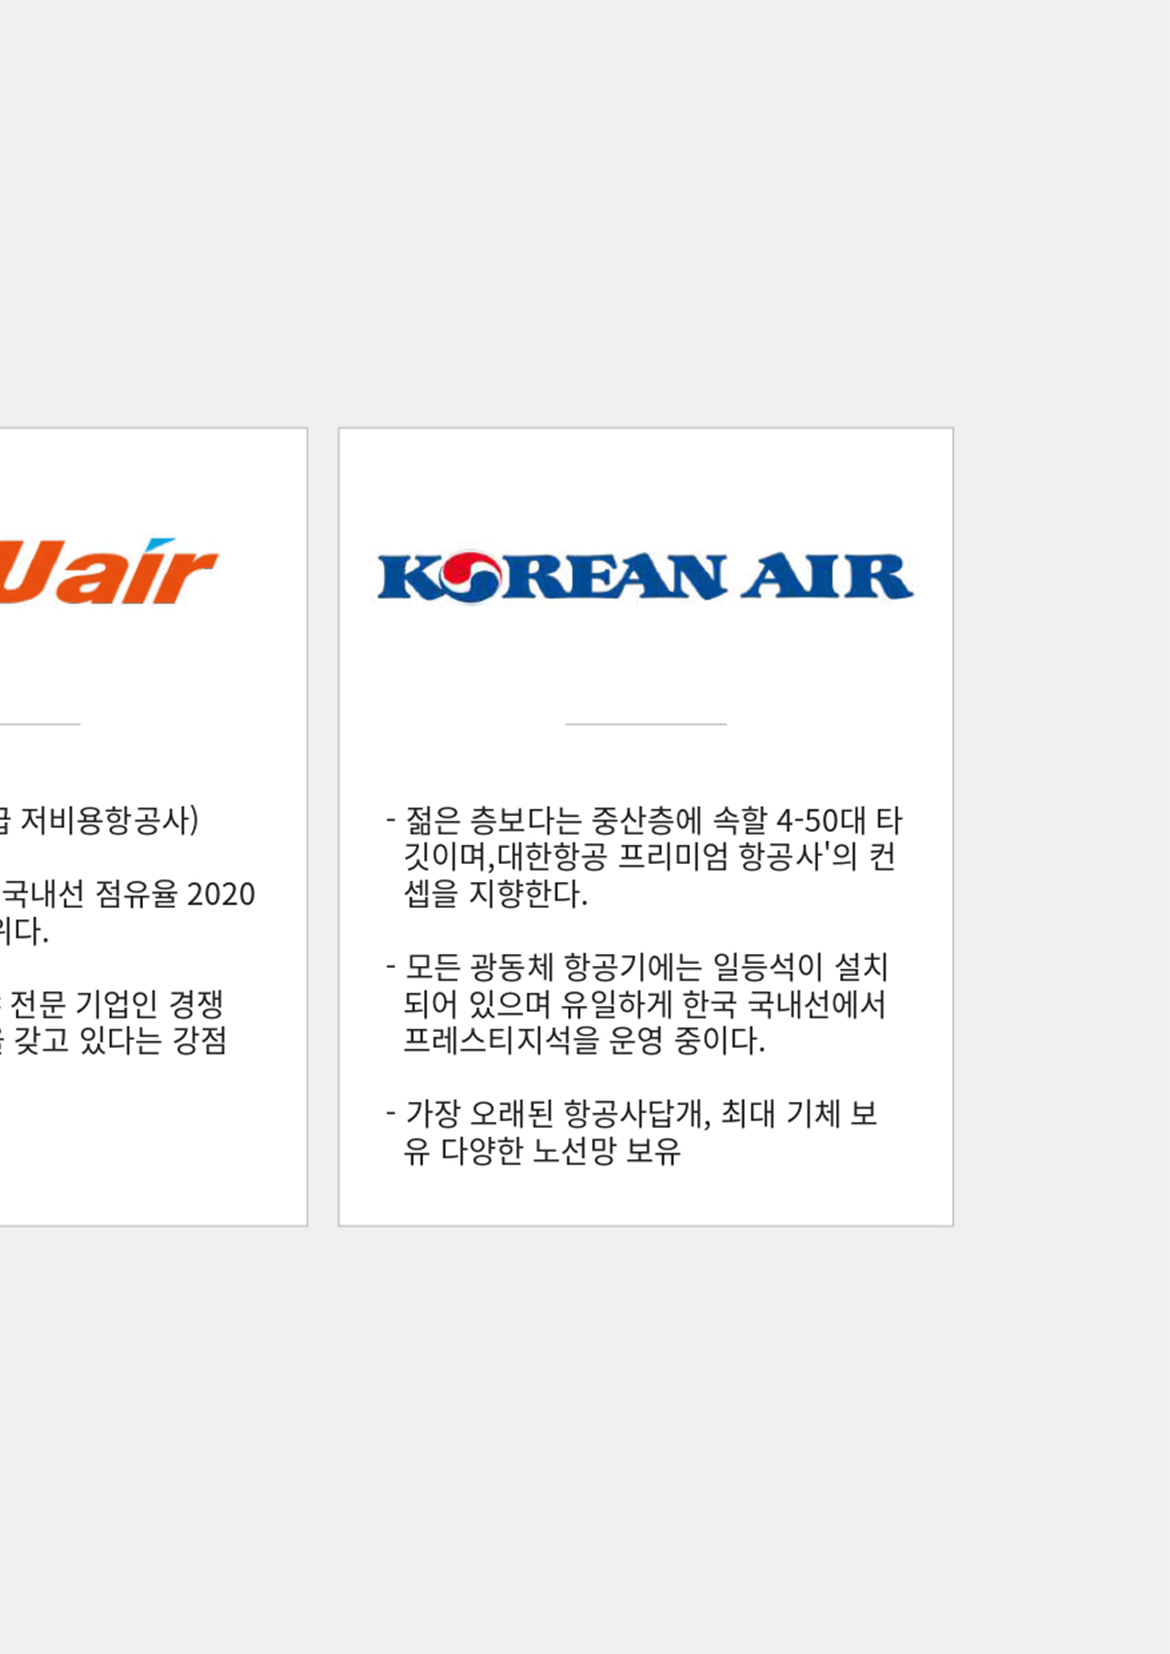 Uair
저비용항공사)
국내선 점유율 2020
위다.
전문 기업인 경쟁
갖고 있다는 강점
KOREAN AIR
- 젊은 층보다는 중산층에 속할 4-50대 타
깃이며,대한항공 프리미엄 항공사'의 컨
셉을 지향한다.
- 모든 광동체 항공기에는 일등석이 설치
되어 있으며 유일하게 한국 국내선에서
프레스티지석을 운영 중이다.
- 가장 오래된 항공사답개, 최대 기체 보
유 다양한 노선망 보유